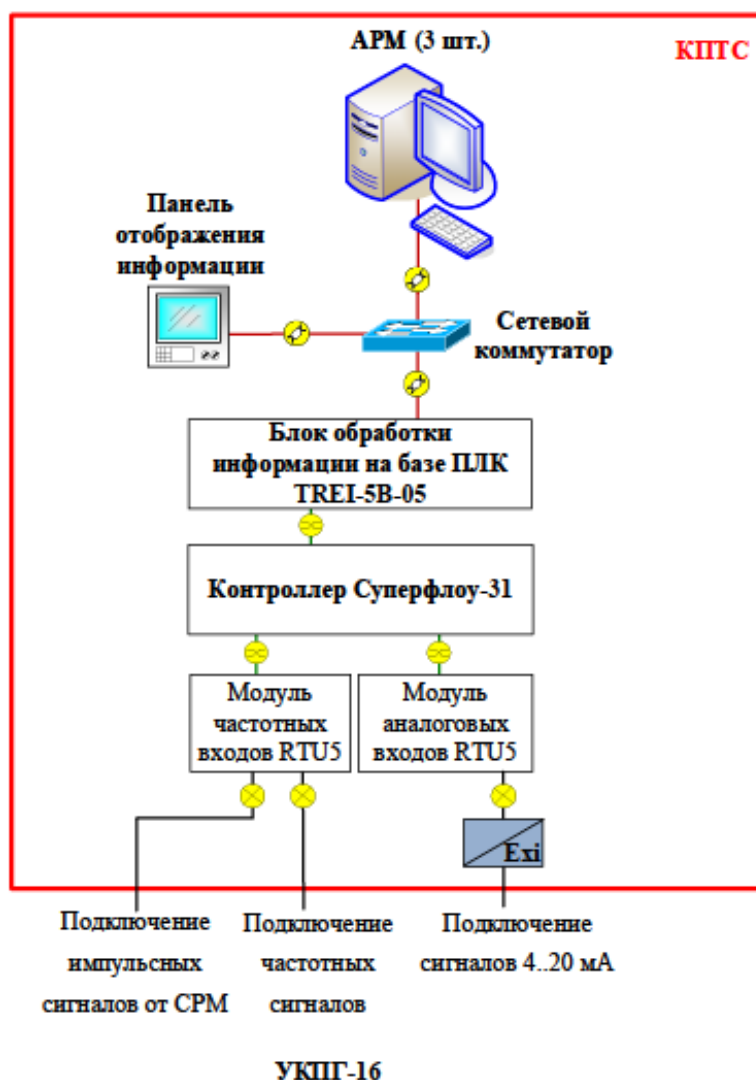 АРМ (3 шт.)
КПТС
Панель
отображения
информации
Сетевой
коммутатор
Блок обработки
информации на базе ПЛК
TREI-5B-05
Контроллер Суперфлоу-31
Модуль
частотных
входов RTU5
Модуль
аналоговых
входов RTU5
Exi
Подключение
импульсных
сигналов от СРМ
Подключение
частотных
сигналов
Подключение
сигналов 4..20 мА
УКПГ-16